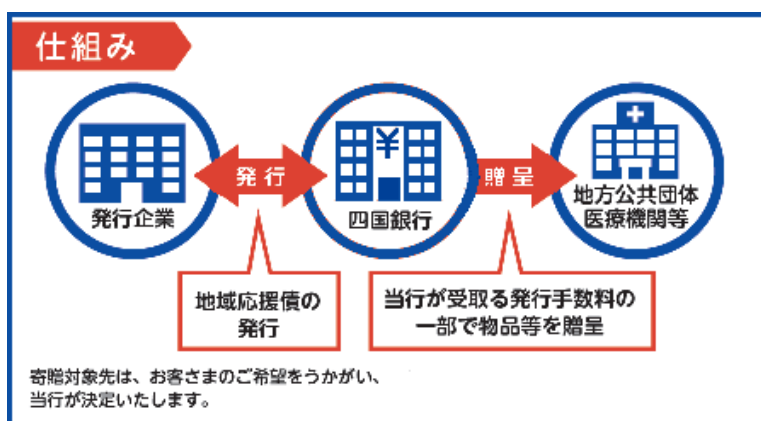 仕組み
発行企業
発行
四国銀行
贈呈
地方公共団体
医療機関等
地域応援債の
発行
当行が受取る発行手数料の
一部で物品等を贈呈
寄贈対象先は、お客さまのご希望をうかがい、
当行が決定いたします。